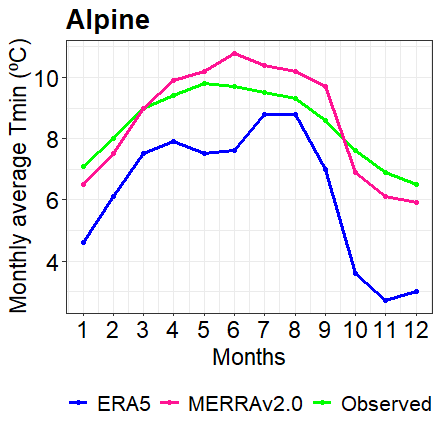 Alpine
Monthly average Tmin (ºC)
10
8
6
4
1 2 3 4 5 6 7 8 9 10 11 12
Months
ERA5 MERRAv2.0 Observed